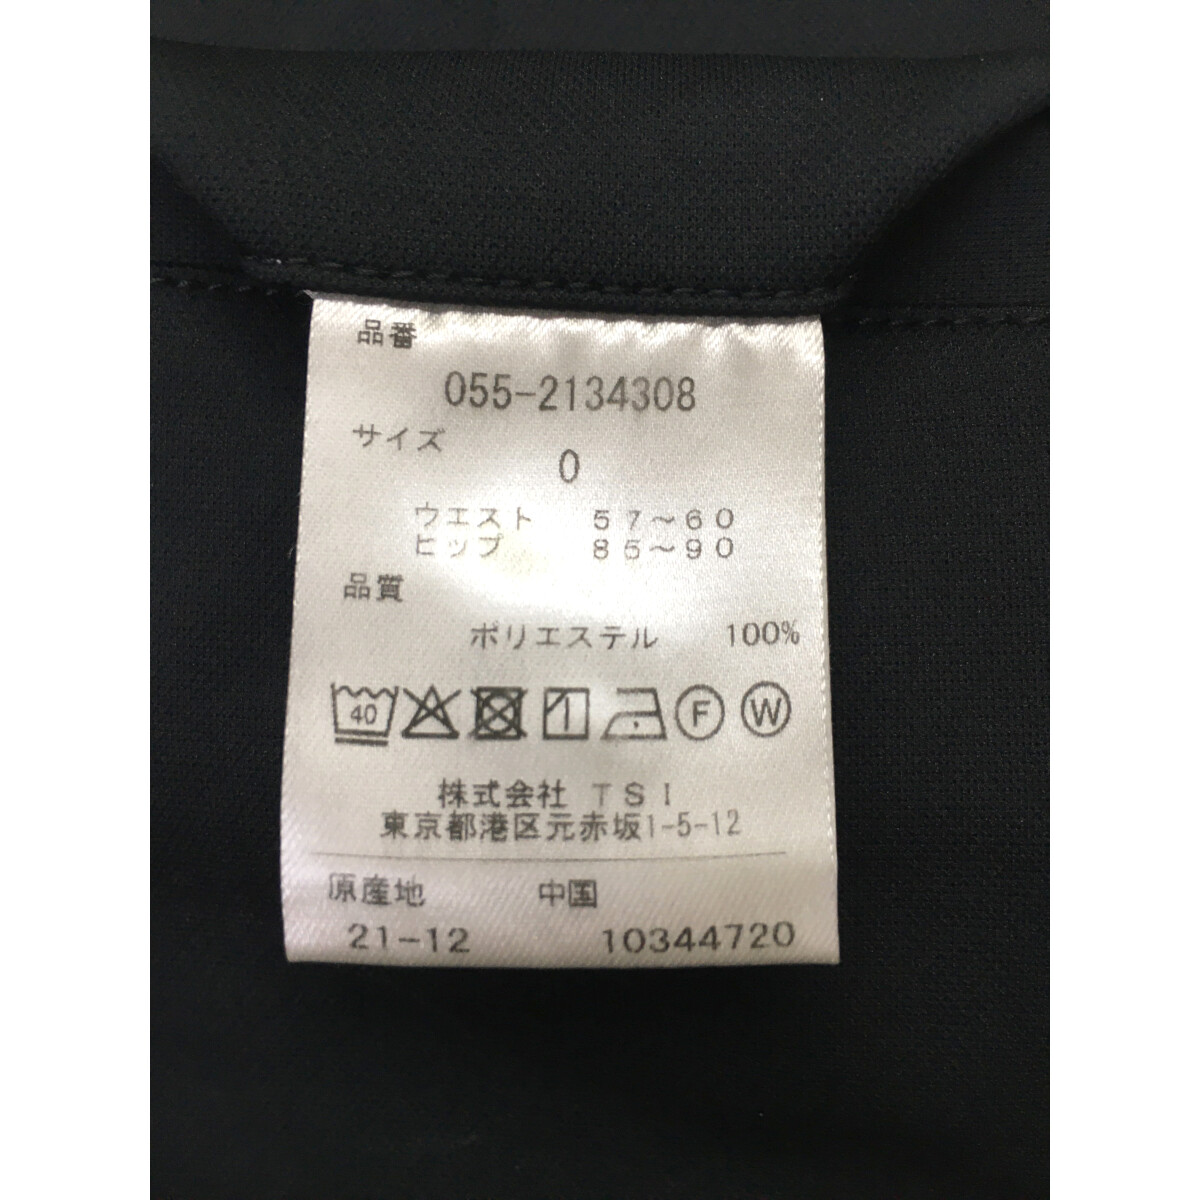 品番
055-2134308
サイズ
0
ウエスト 57～60
ヒップ 85～90
品質
ポリエステル 100%
40 F W
株式会社 TSI
東京都港区元赤坂1-5-12
原産地 中国
21-12 10344720